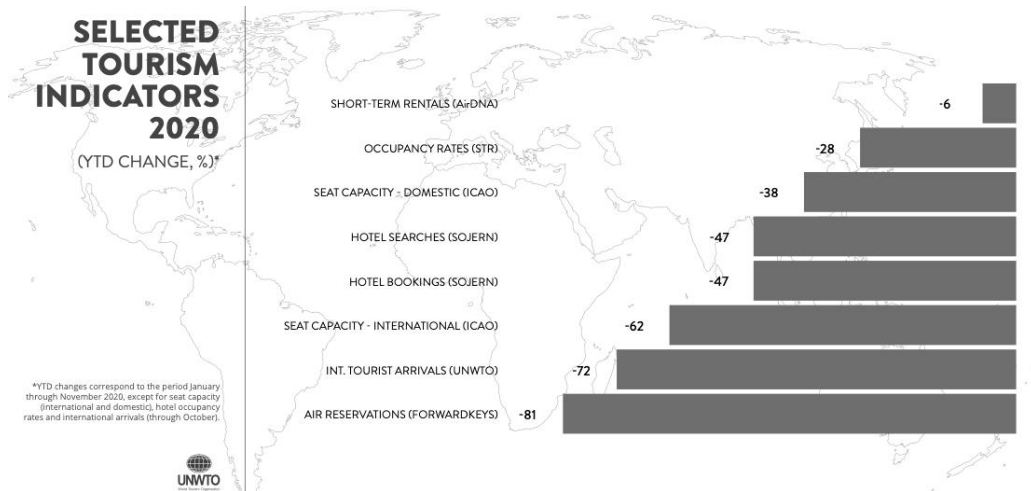 SELECTED
TOURISM
INDICATORS
2020
(YTD CHANGE, %)*
SHORT-TERM RENTALS (AirDNA)
-6
OCCUPANCY RATES (STR)
-28
SEAT CAPACITY - DOMESTIC (ICAO)
-38
HOTEL SEARCHES (SOJERN)
-47
HOTEL BOOKINGS (SOJERN)
-47
SEAT CAPACITY - INTERNATIONAL (ICAO)
-62
INT. TOURIST ARRIVALS (UNWTO)
-72
AIR RESERVATIONS (FORWARDKEYS)
-81
*YTD changes correspond to the period January
through November 2020, except for seat capacity
(international and domestic), hotel occupancy
rates and international arrivals (through October).
UNWTO